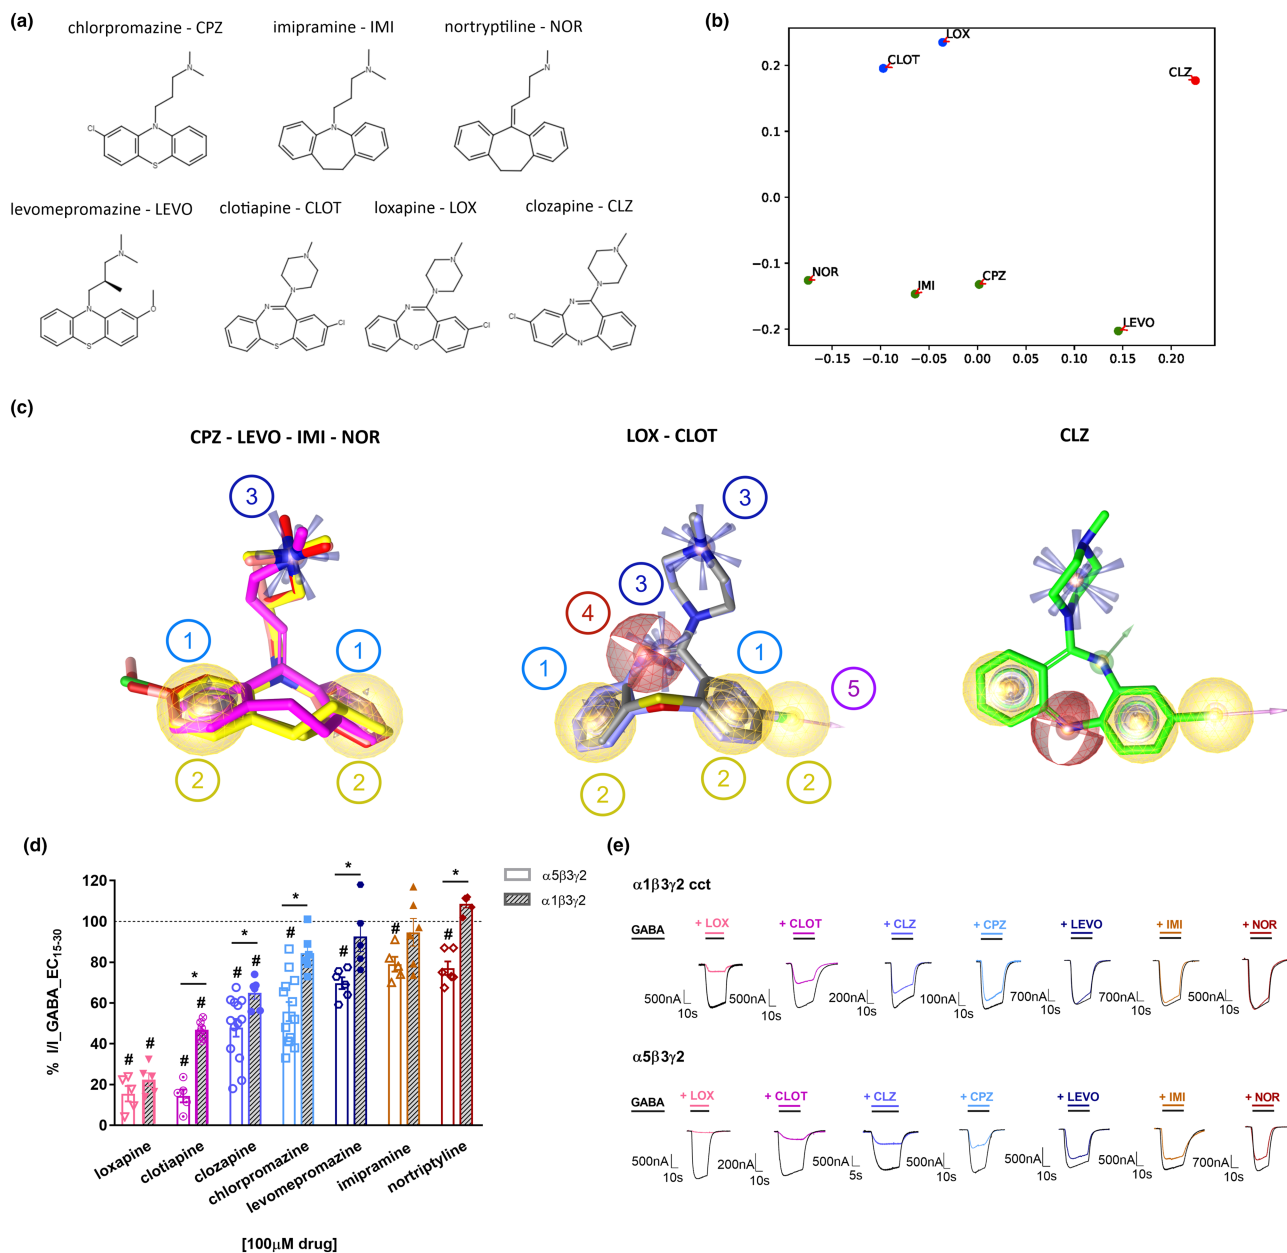 (a)
chlorpromazine - CPZ
imipramine - IMI
nortryptiline - NOR
N
N
Cl
S
N
N
N
levomepromazine - LEVO
clotiapine - CLOT
loxapine - LOX
clozapine - CLZ
N
N
S
O
N
N
N
S
Cl
N
N
N
O
Cl
N
N
N
N
Cl
(b)
0.2
0.1
0.0
−0.1
−0.2
−0.15
−0.10
−0.05
0.00
0.05
0.10
0.15
0.20
LOX
CLOT
CLZ
NOR
IMI
CPZ
LEVO
(c)
CPZ - LEVO - IMI - NOR
LOX - CLOT
CLZ
3
1
1
2
2
3
3
4
1
1
5
2
2
2
(d)
% I/I_GABA_EC15-30
120
100
80
60
40
20
0
α5β3γ2
α1β3γ2
# # # * # # * # # * # * # # * #
loxapine
clotiapine
clozapine
chlorpromazine
levomepromazine
imipramine
nortriptyline
[100μM drug]
(e)
α1β3γ2 cct
GABA
+ LOX
+ CLOT
+ CLZ
+ CPZ
+ LEVO
+ IMI
+ NOR
500nA
10s
500nA
10s
200nA
10s
100nA
10s
700nA
10s
700nA
10s
500nA
10s
α5β3γ2
GABA
+ LOX
+ CLOT
+ CLZ
+ CPZ
+ LEVO
+ IMI
+ NOR
500nA
10s
200nA
10s
500nA
5s
500nA
10s
500nA
10s
500nA
10s
700nA
10s